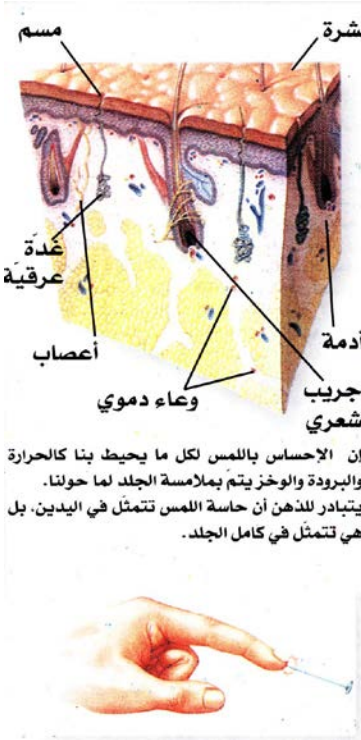 مسم
بشرة
غدّة
عرقيّة
أعصاب
أدمة
وعاء دموي
جريب
شعري
إن الإحساس باللمس لكل ما يحيط بنا كالحرارة
والبرودة والوخز يتمّ بملامسة الجلد لما حولنا.
يتبادر للذهن أن حاسة اللمس تتمثّل في اليدين، بل
هي تتمثّل في كامل الجلد.